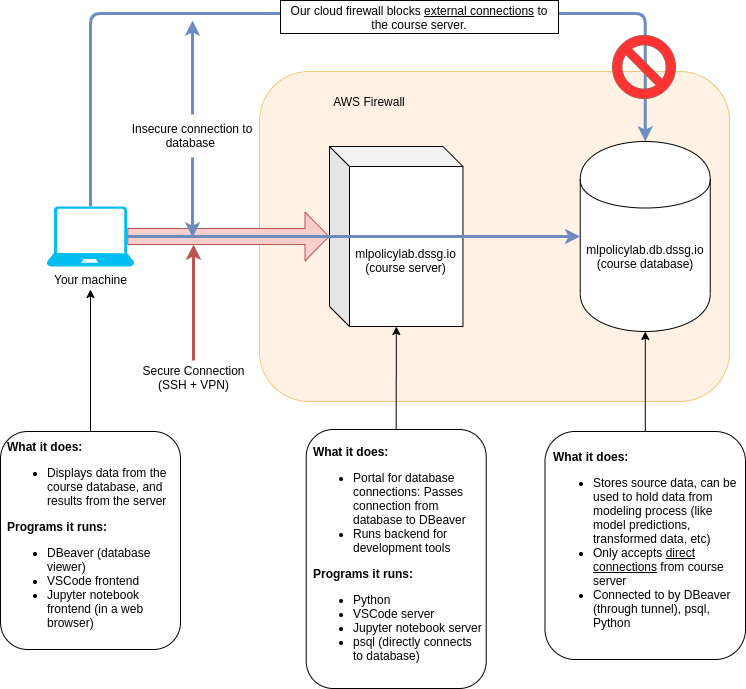 Our cloud firewall blocks external connections to
the course server.
AWS Firewall
Insecure connection to
database
mlpolicylab.dssg.io
(course server)
mlpolicylab.db.dssg.io
(course database)
Your machine
Secure Connection
(SSH + VPN)
What it does:
Displays data from the
course database, and
results from the server
Programs it runs:
DBeaver (database
viewer)
VSCode frontend
Jupyter notebook
frontend (in a web
browser)
What it does:
Portal for database
connections: Passes
connection from
database to DBeaver
Runs backend for
development tools
Programs it runs:
Python
VSCode server
Jupyter notebook server
psql (directly connects
to database)
What it does:
Stores source data, can be
used to hold data from
modeling process (like
model predictions,
transformed data, etc)
Only accepts direct
connections from course
server
Connected to by DBeaver
(through tunnel), psql,
Python